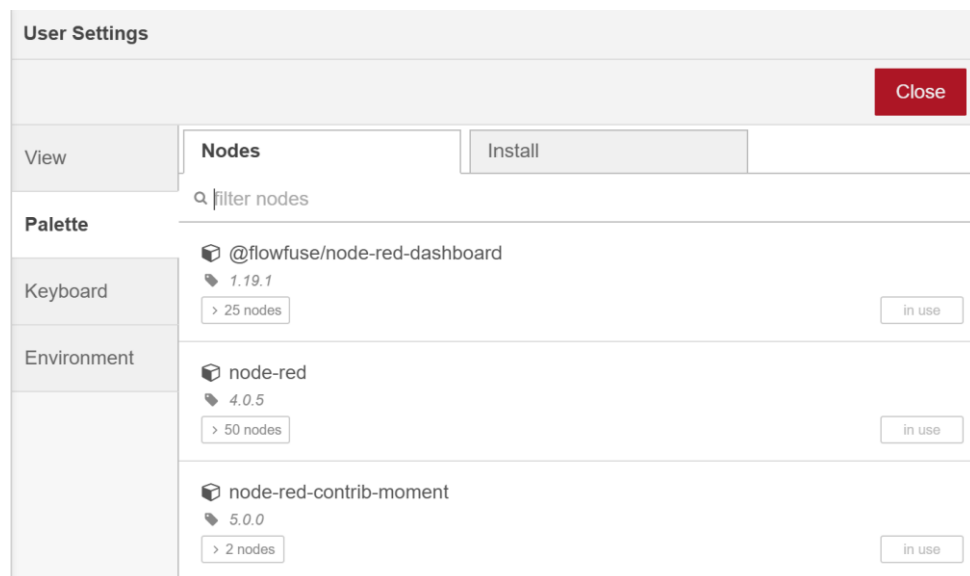 User Settings
Close
View
Palette
Keyboard
Environment
Nodes
Install
filter nodes
@flowfuse/node-red-dashboard
1.19.1
> 25 nodes
in use
node-red
4.0.5
> 50 nodes
in use
node-red-contrib-moment
5.0.0
> 2 nodes
in use